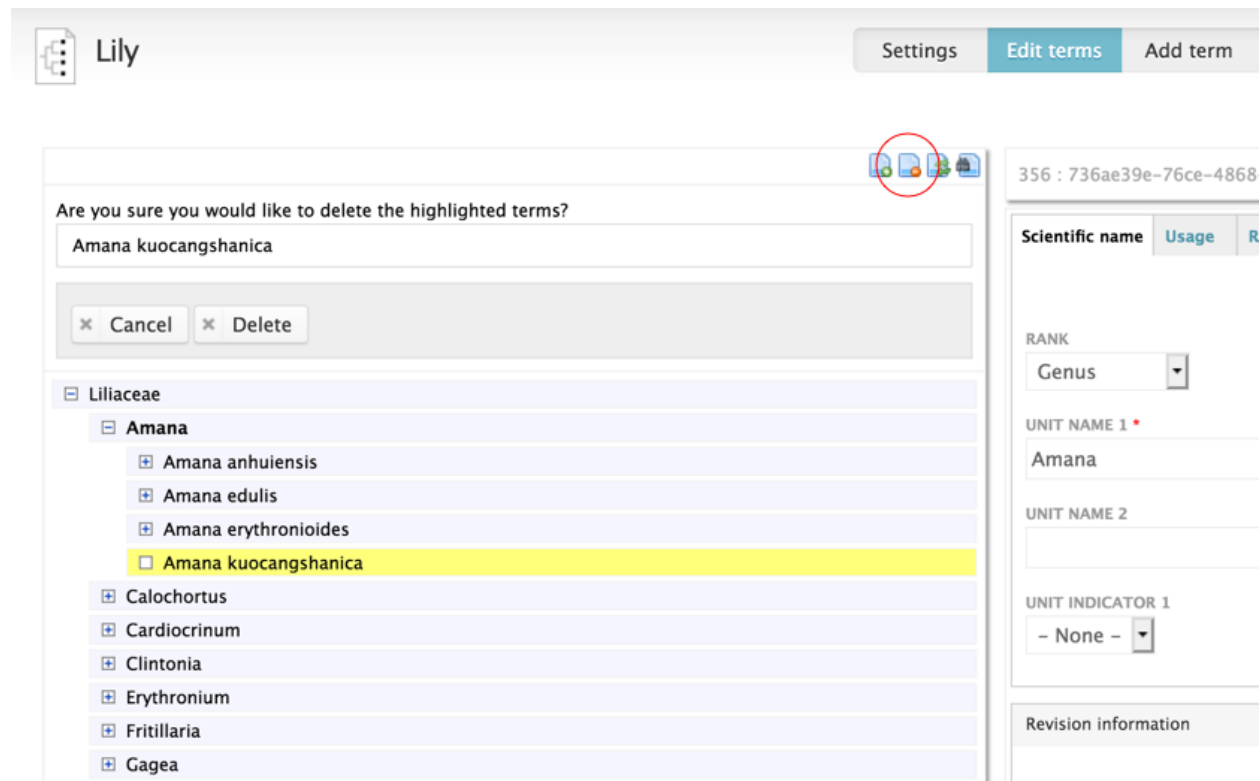 Lily
Settings
Edit terms
Add term
Are you sure you would like to delete the highlighted terms?
Amana kuocangshanica
Cancel
Delete
Liliaceae
Amana
Amana anhuiensis
Amana edulis
Amana erythronioides
Amana kuocangshanica
Calochortus
Cardiocrinum
Clintonia
Erythronium
Fritillaria
Gagea
356 : 736ae39e-76ce-4868-
Scientific name
Usage
R
RANK
Genus
UNIT NAME 1 *
Amana
UNIT NAME 2
UNIT INDICATOR 1
– None –
Revision information